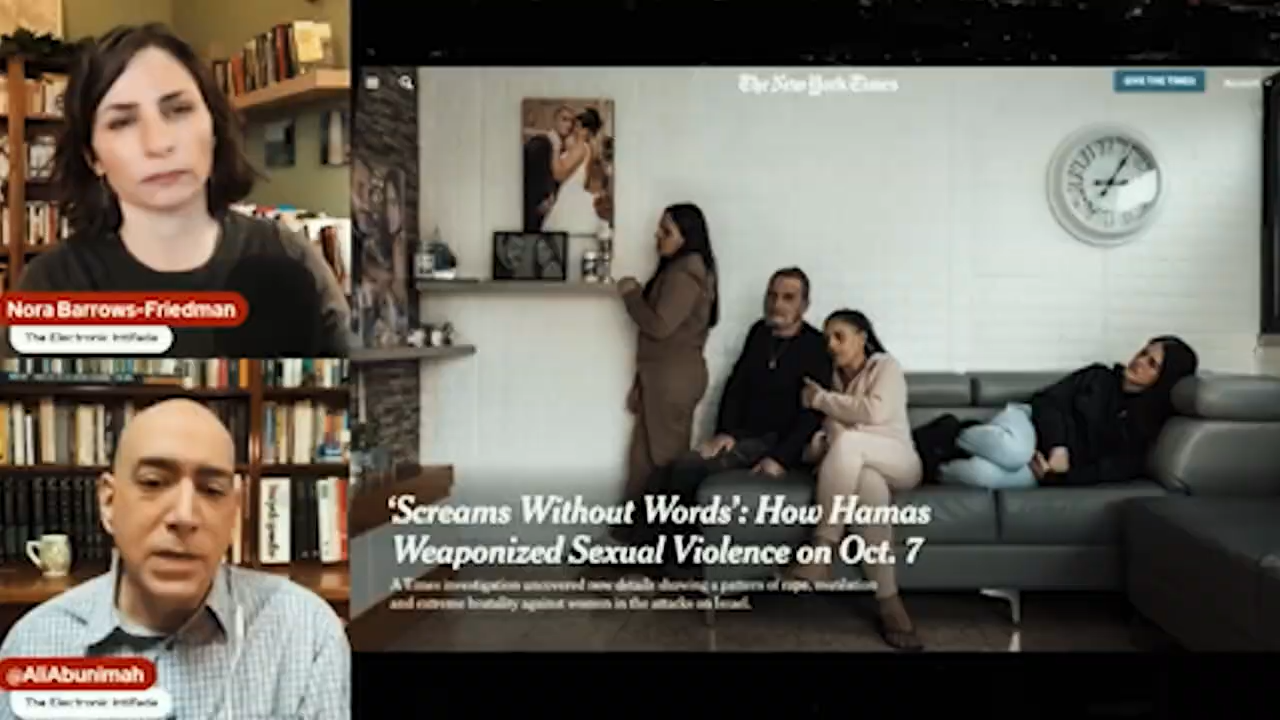 Nora Barrows-Friedman
The Electronic Intifada
@AliAbunimah
The Electronic Intifada
The New York Times
GIVE THE TIMES
Account
'Screams Without Words': How Hamas
Weaponized Sexual Violence on Oct. 7
A Times investigation uncovered new details showing a pattern of rape, mutilation
and extreme brutality against women in the attacks on Israel.